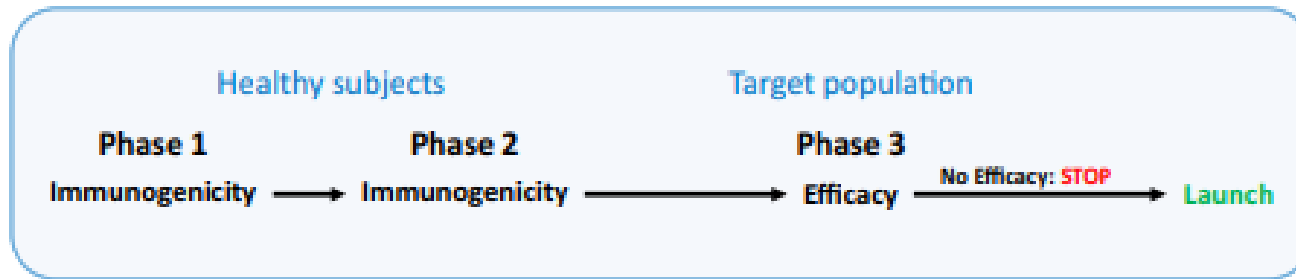 Healthy subjects Target population
Phase 1 Phase 2 Phase 3
No Efficacy: STOP
Immunogenicity Immunogenicity Efficacy Launch